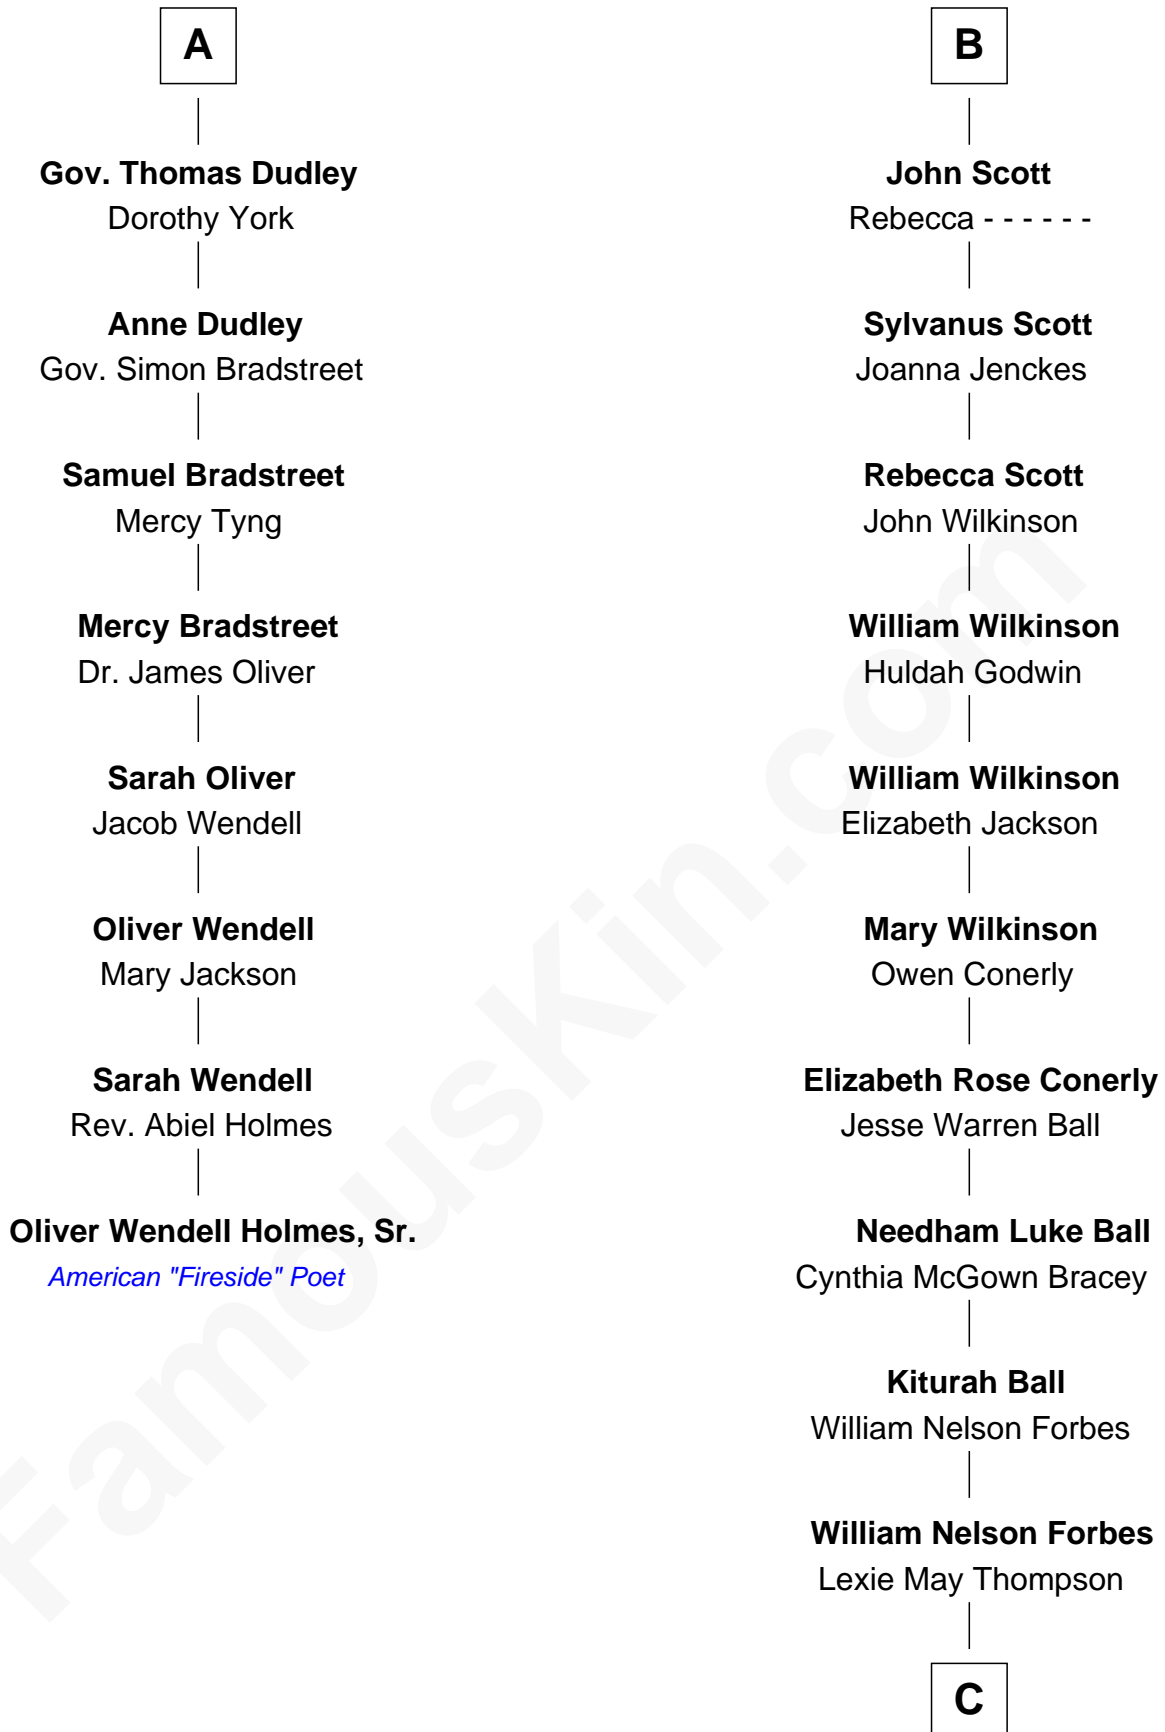 A
Gov. Thomas Dudley
Dorothy York
Anne Dudley
Gov. Simon Bradstreet
Samuel Bradstreet
Mercy Tyng
Mercy Bradstreet
Dr. James Oliver
Sarah Oliver
Jacob Wendell
Oliver Wendell
Mary Jackson
Sarah Wendell
Rev. Abiel Holmes
Oliver Wendell Holmes, Sr.
American "Fireside" Poet
B
John Scott
Rebecca - - - - - -
Sylvanus Scott
Joanna Jenckes
Rebecca Scott
John Wilkinson
William Wilkinson
Huldah Godwin
William Wilkinson
Elizabeth Jackson
Mary Wilkinson
Owen Conerly
Elizabeth Rose Conerly
Jesse Warren Ball
Needham Luke Ball
Cynthia McGown Bracey
Kiturah Ball
William Nelson Forbes
William Nelson Forbes
Lexie May Thompson
C
FamousKin.com